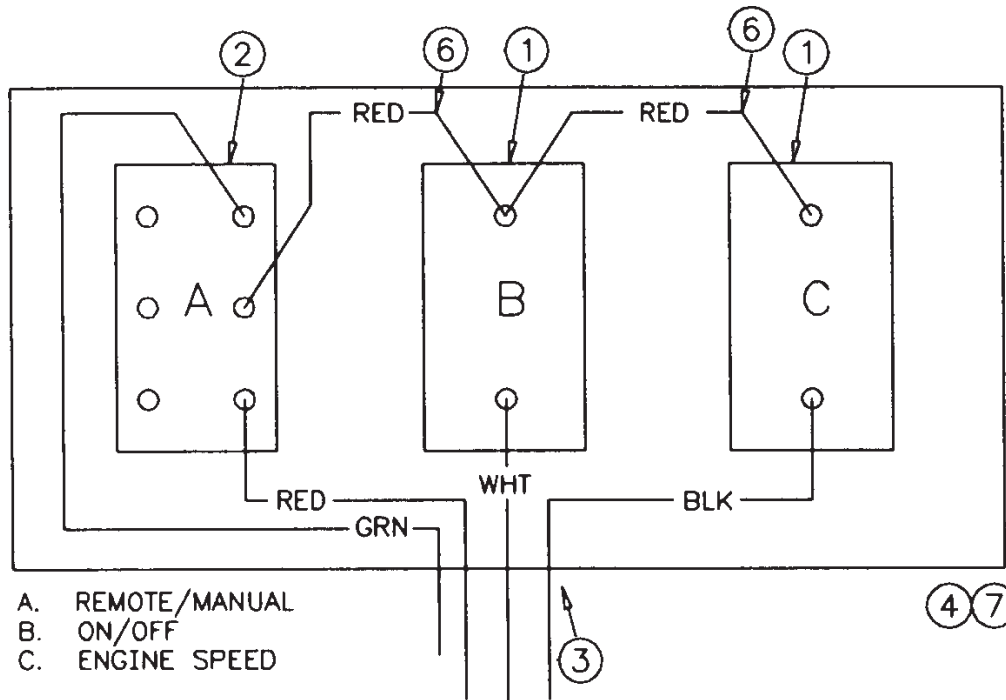 2
6
1
6
1
RED
RED
A
B
C
RED
WHT
BLK
GRN
A. REMOTE/MANUAL
B. ON/OFF
C. ENGINE SPEED
3
4 7